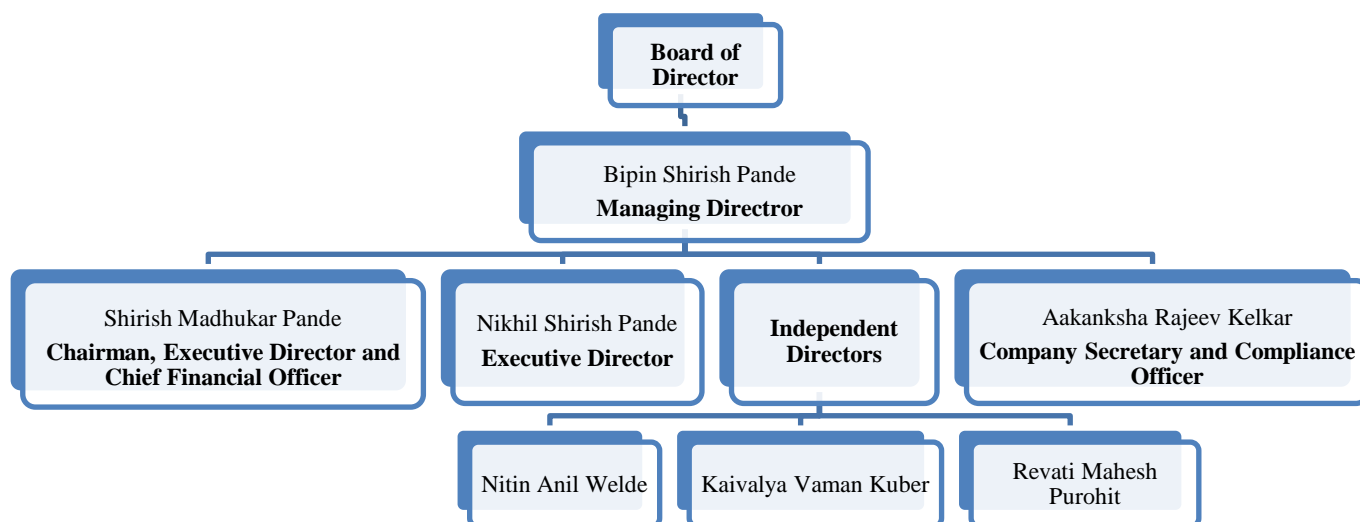 Board of
Director
Bipin Shirish Pande
Managing Directror
Shirish Madhukar Pande
Chairman, Executive Director and
Chief Financial Officer
Nikhil Shirish Pande
Executive Director
Independent
Directors
Aakanksha Rajeev Kelkar
Company Secretary and Compliance
Officer
Nitin Anil Welde
Kaivalya Vaman Kuber
Revati Mahesh
Purohit